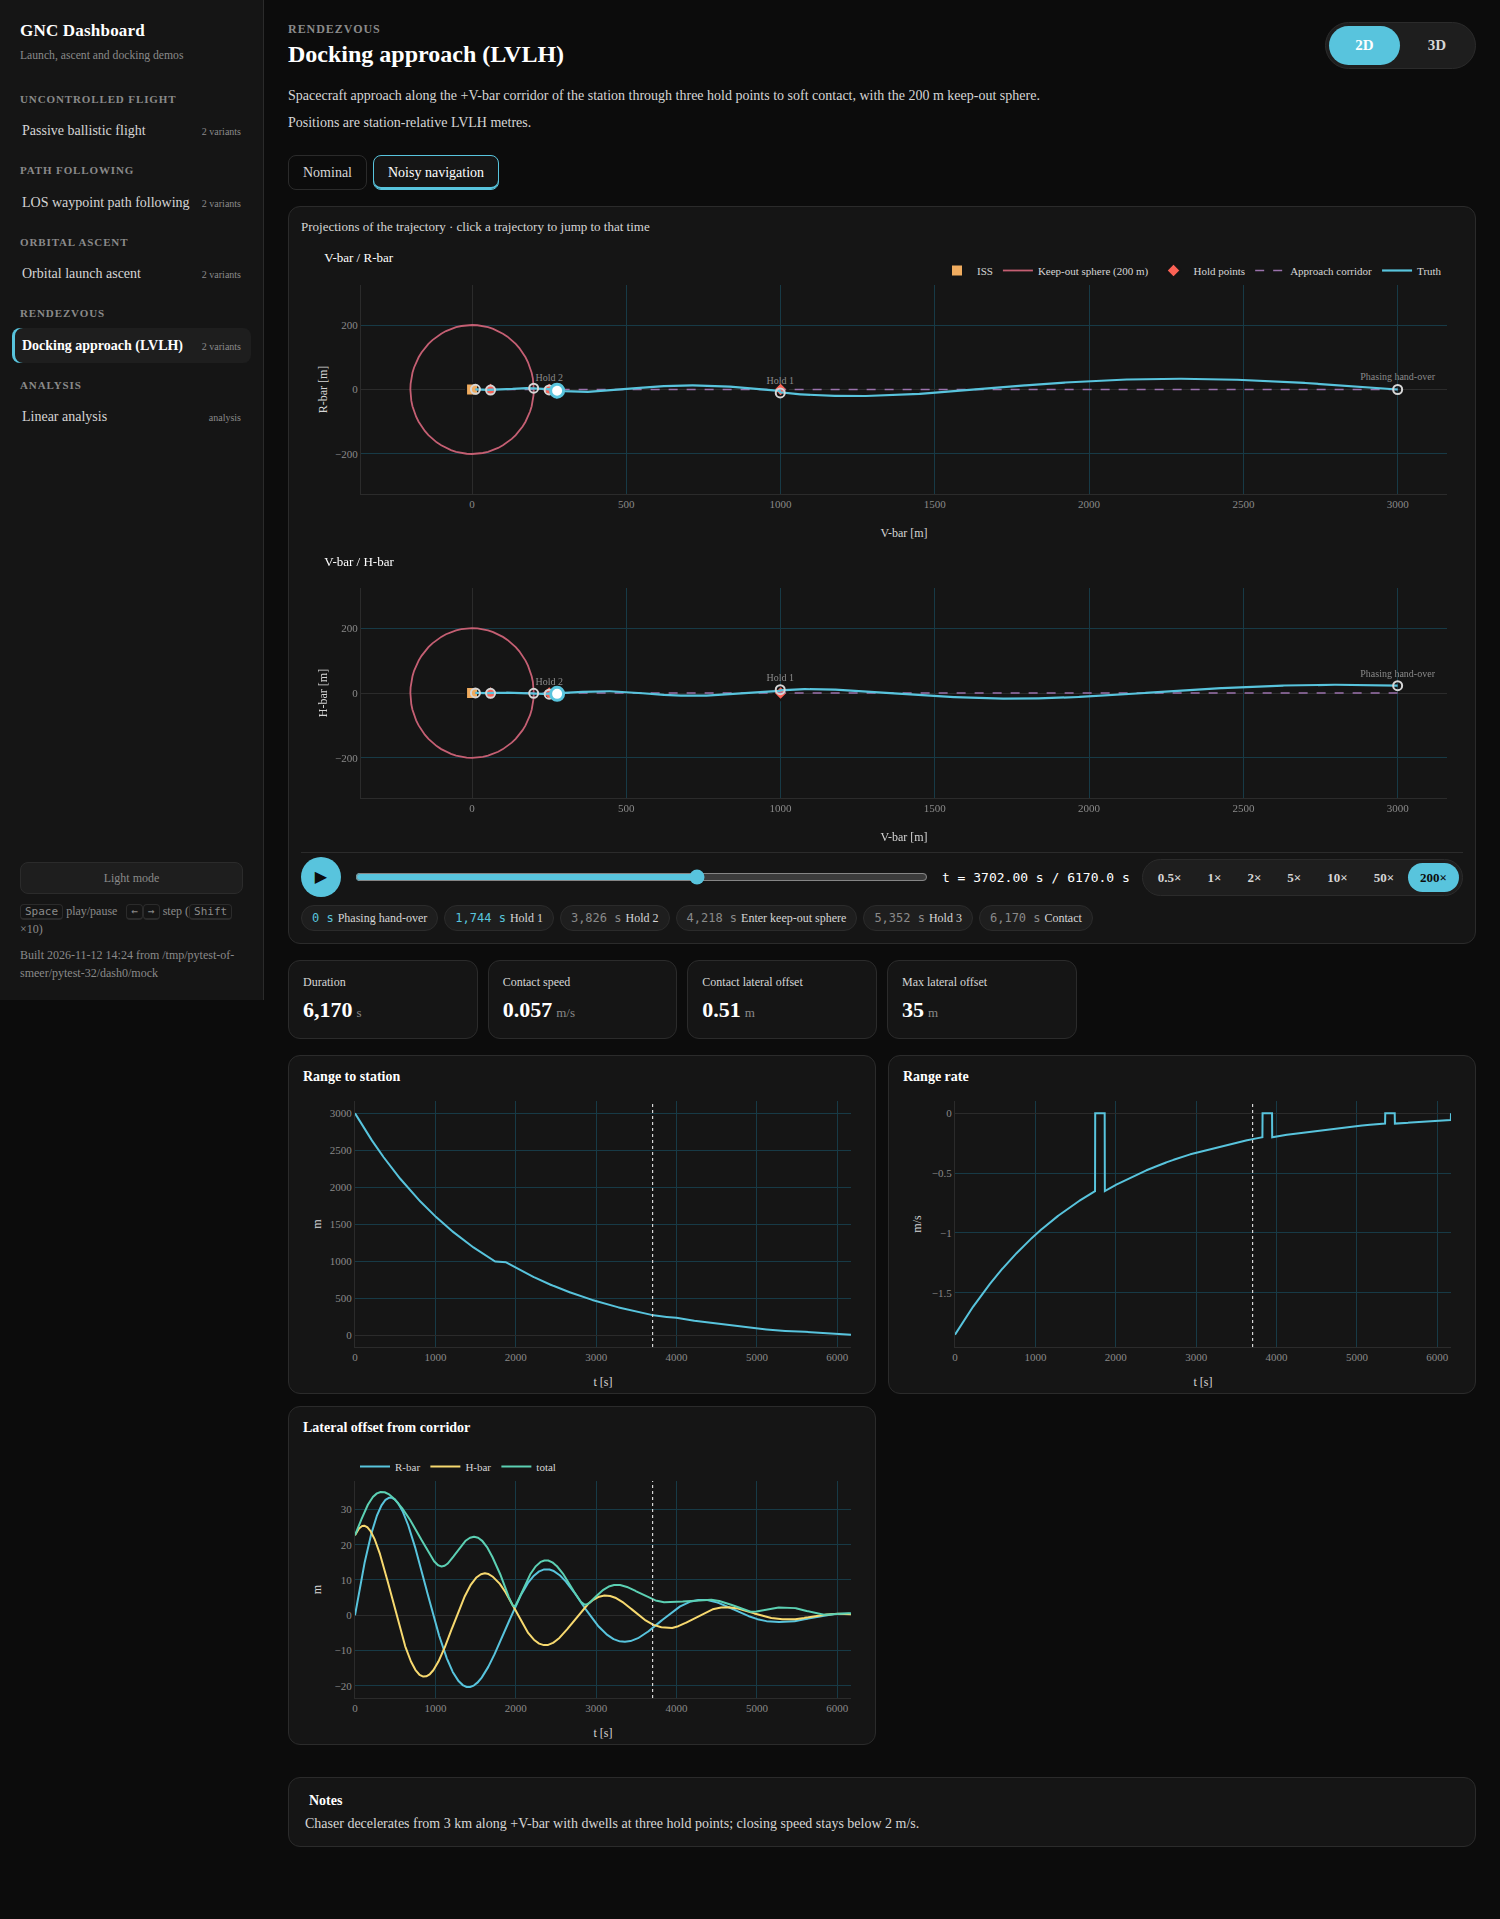 GNC Dashboard
Launch, ascent and docking demos
UNCONTROLLED FLIGHT
Passive ballistic flight 2 variants
PATH FOLLOWING
LOS waypoint path following 2 variants
ORBITAL ASCENT
Orbital launch ascent 2 variants
RENDEZVOUS
Docking approach (LVLH) 2 variants
ANALYSIS
Linear analysis analysis
Light mode
Space play/pause ← → step (Shift
×10)
Built 2026-11-12 14:24 from /tmp/pytest-of-
smeer/pytest-32/dash0/mock
RENDEZVOUS
Docking approach (LVLH)
2D 3D
Spacecraft approach along the +V-bar corridor of the station through three hold points to soft contact, with the 200 m keep-out sphere.
Positions are station-relative LVLH metres.
Nominal Noisy navigation
Projections of the trajectory · click a trajectory to jump to that time
V-bar / R-bar
ISS Keep-out sphere (200 m) Hold points Approach corridor Truth
200
0
−200
R-bar [m]
Hold 2 Hold 1 Phasing hand-over
0 500 1000 1500 2000 2500 3000
V-bar [m]
V-bar / H-bar
200
0
−200
H-bar [m]
Hold 2 Hold 1 Phasing hand-over
0 500 1000 1500 2000 2500 3000
V-bar [m]
▶ t = 3702.00 s / 6170.0 s 0.5× 1× 2× 5× 10× 50× 200×
0 s Phasing hand-over 1,744 s Hold 1 3,826 s Hold 2 4,218 s Enter keep-out sphere 5,352 s Hold 3 6,170 s Contact
Duration
6,170 s
Contact speed
0.057 m/s
Contact lateral offset
0.51 m
Max lateral offset
35 m
Range to station
3000
2500
2000
1500
1000
500
0
m
0 1000 2000 3000 4000 5000 6000
t [s]
Range rate
0
−0.5
−1
−1.5
m/s
0 1000 2000 3000 4000 5000 6000
t [s]
Lateral offset from corridor
R-bar H-bar total
30
20
10
0
−10
−20
m
0 1000 2000 3000 4000 5000 6000
t [s]
Notes
Chaser decelerates from 3 km along +V-bar with dwells at three hold points; closing speed stays below 2 m/s.